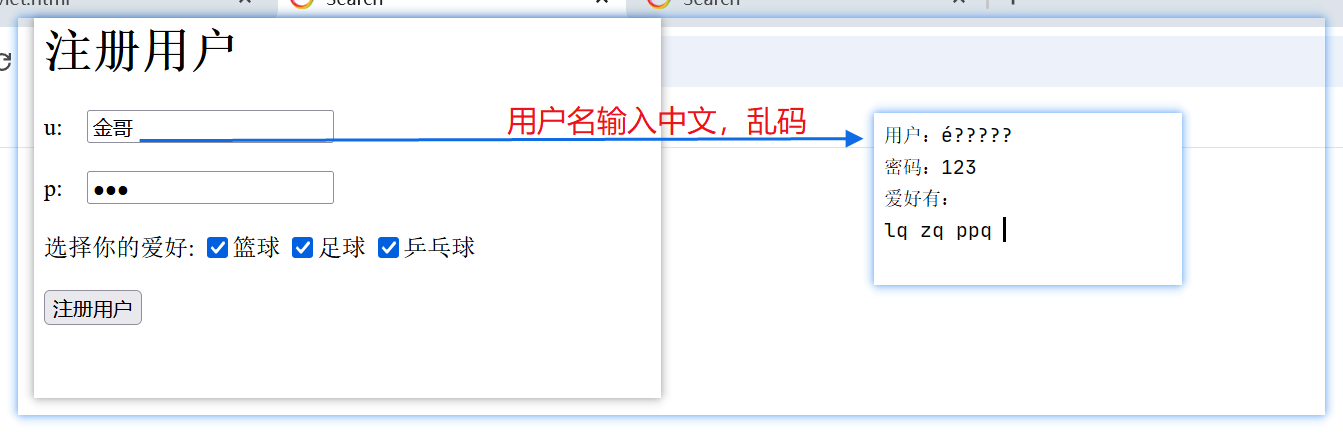 vlet.html
Search
Search
注册用户
u: 金哥
用户名输入中文，乱码
p: ●●●
选择你的爱好: 篮球 足球 乒乓球
注册用户
用户：é?????
密码：123
爱好有：
lq zq ppq